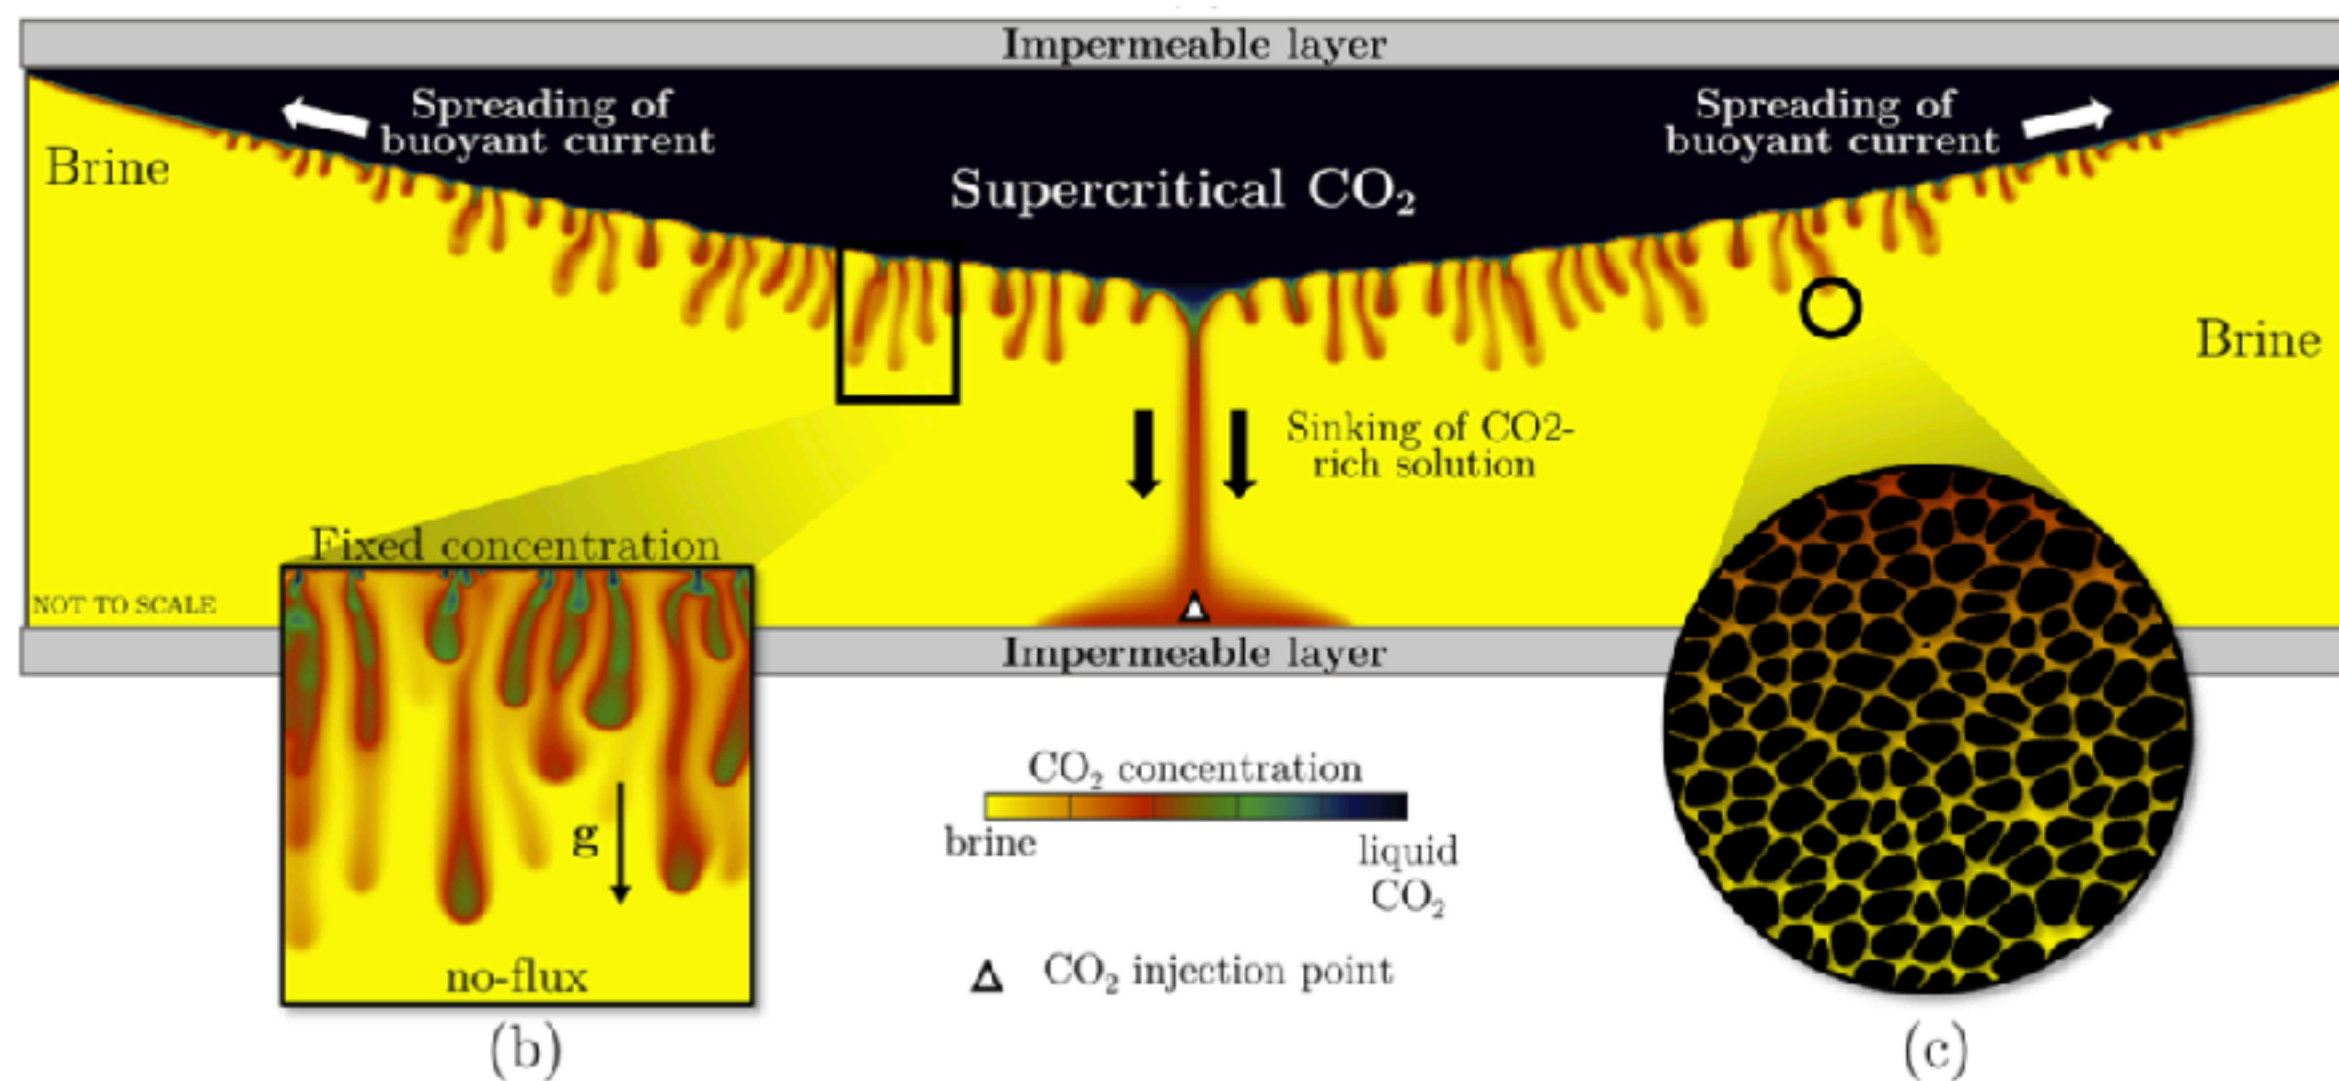 Impermeable layer
Spreading of
buoyant current
Spreading of
buoyant current
Brine
Supercritical CO₂
Brine
Sinking of CO2-
rich solution
Fixed concentration
NOT TO SCALE
Impermeable layer
g
no-flux
CO₂ concentration
brine
liquid
CO₂
CO₂ injection point
(b)
(c)